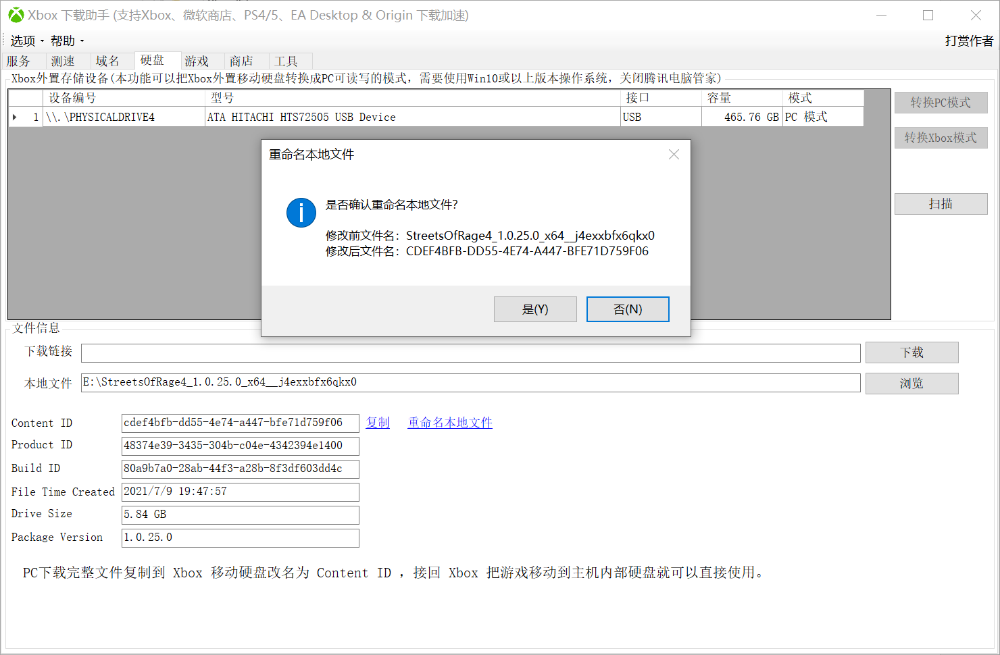 Xbox 下载助手 (支持Xbox、微软商店、PS4/5、EA Desktop & Origin 下载加速)
选项 帮助 打赏作者
服务 测速 域名 硬盘 游戏 商店 工具
Xbox外置存储设备(本功能可以把Xbox外置移动硬盘转换成PC可读写的模式，需要使用Win10或以上版本操作系统，关闭腾讯电脑管家)
设备编号 型号 接口 容量 模式
1 \\.\PHYSICALDRIVE4 ATA HITACHI HTS72505 USB Device USB 465.76 GB PC 模式
转换PC模式
转换Xbox模式
扫描
重命名本地文件
是否确认重命名本地文件?
修改前文件名：StreetsOfRage4_1.0.25.0_x64__j4exxbfx6qkx0
修改后文件名：CDEF4BFB-DD55-4E74-A447-BFE71D759F06
是(Y) 否(N)
文件信息
下载链接 下载
本地文件 E:\StreetsOfRage4_1.0.25.0_x64__j4exxbfx6qkx0 浏览
Content ID cdef4bfb-dd55-4e74-a447-bfe71d759f06 复制 重命名本地文件
Product ID 48374e39-3435-304b-c04e-4342394e1400
Build ID 80a9b7a0-28ab-44f3-a28b-8f3df603dd4c
File Time Created 2021/7/9 19:47:57
Drive Size 5.84 GB
Package Version 1.0.25.0
PC下载完整文件复制到 Xbox 移动硬盘改名为 Content ID ，接回 Xbox 把游戏移动到主机内部硬盘就可以直接使用。